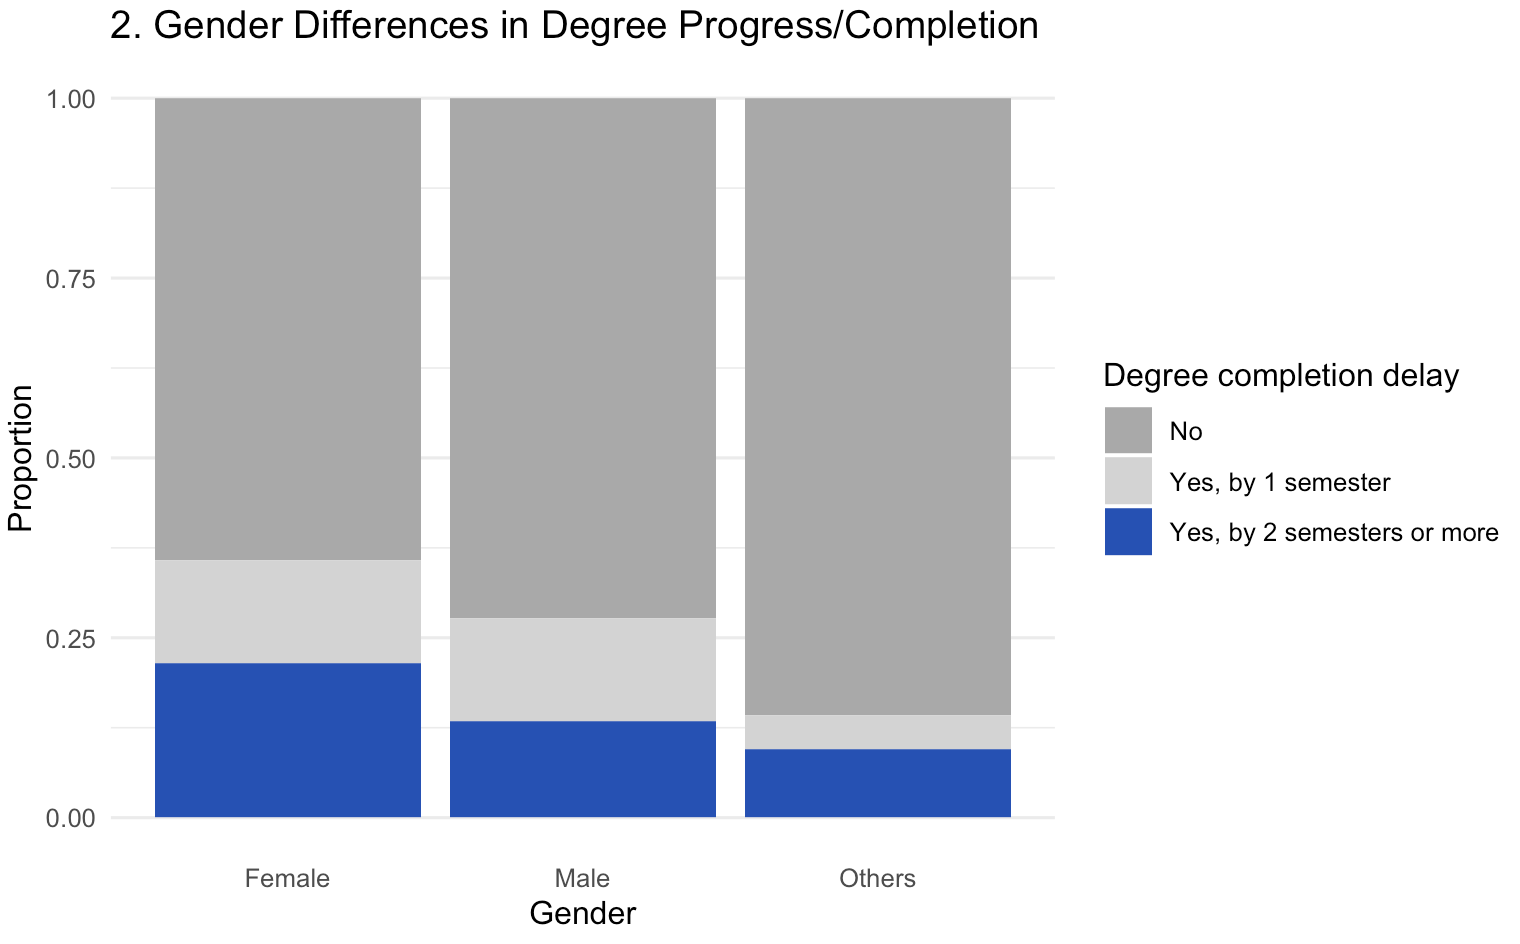 2. Gender Differences in Degree Progress/Completion
1.00
0.75
0.50
0.25
0.00
Proportion
Female
Male
Others
Gender
Degree completion delay
No
Yes, by 1 semester
Yes, by 2 semesters or more